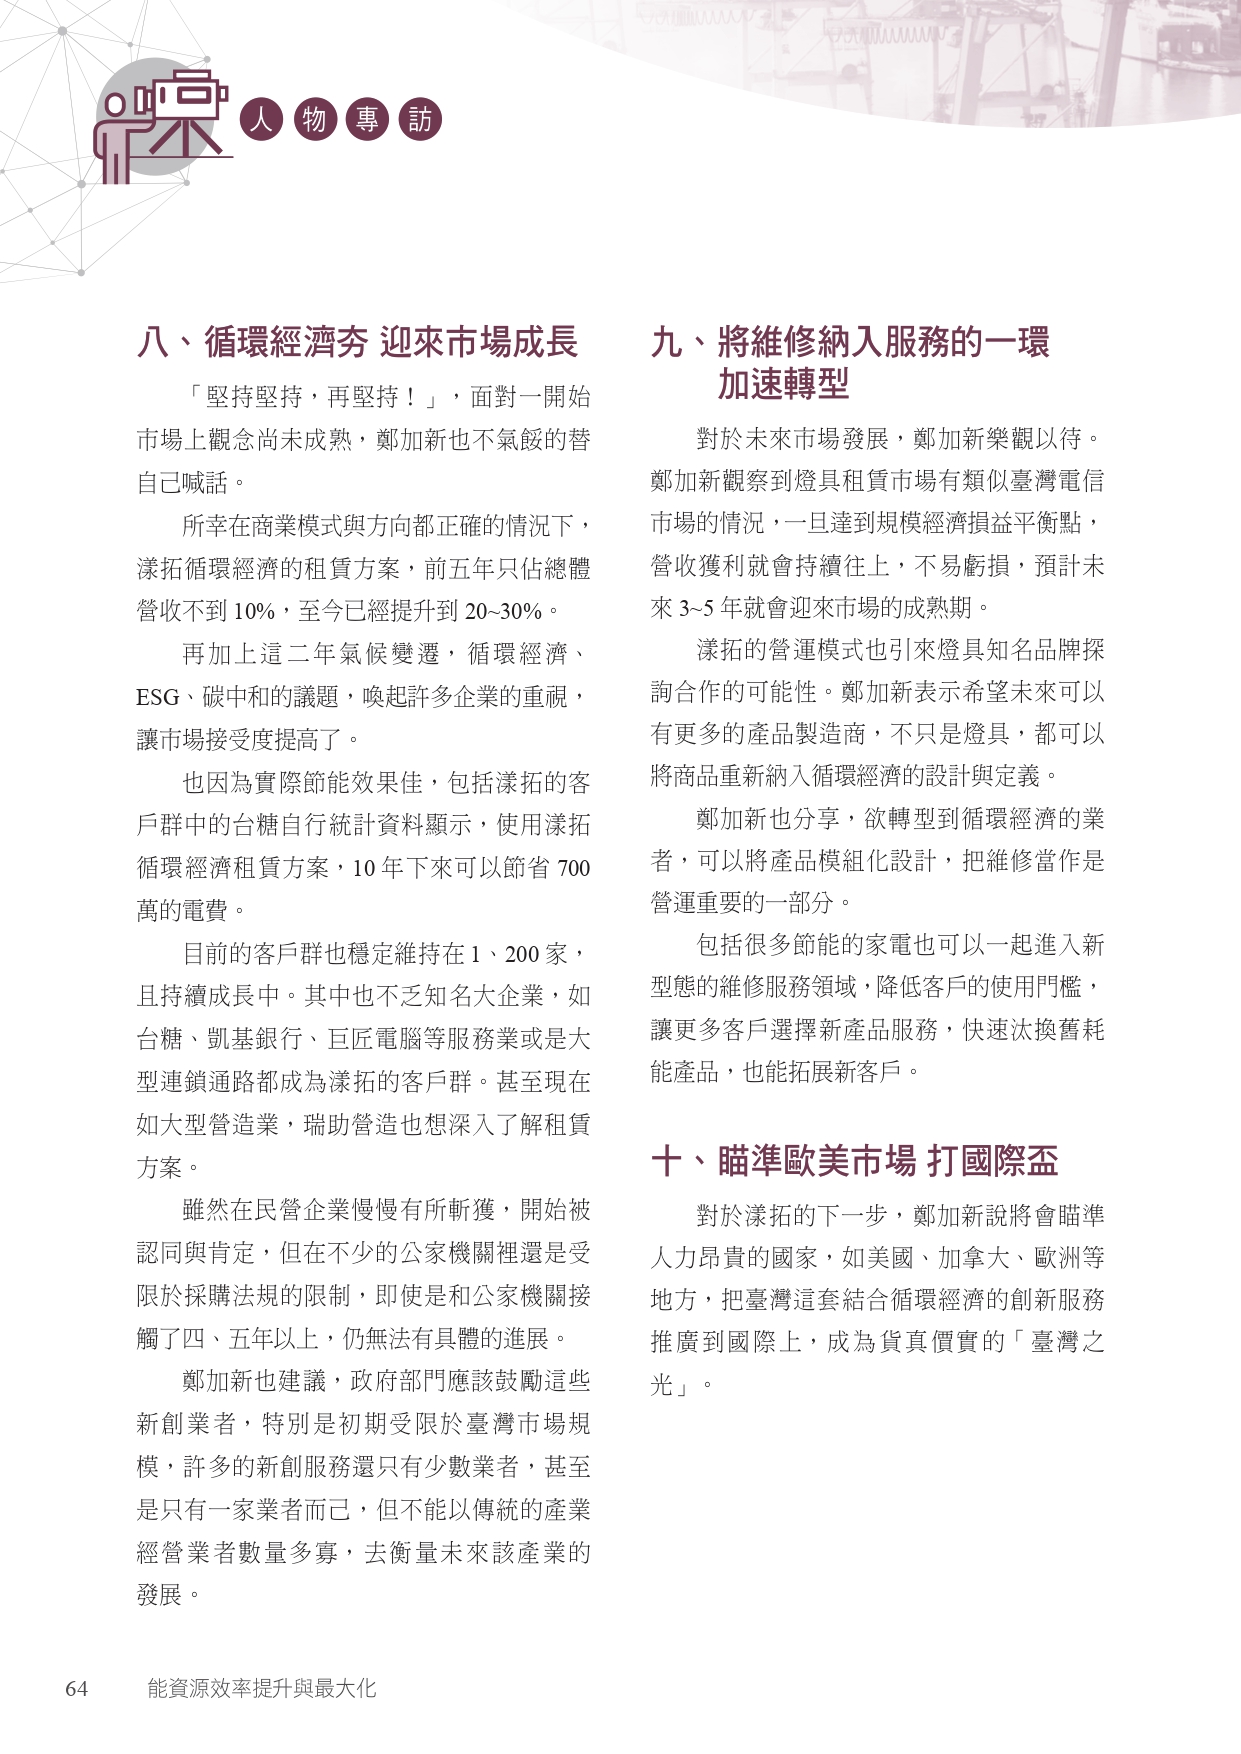 人物專訪
八、循環經濟夯 迎來市場成長
「堅持堅持，再堅持！」，面對一開始
市場上觀念尚未成熟，鄭加新也不氣餒的替
自己喊話。
所幸在商業模式與方向都正確的情況下，
漾拓循環經濟的租賃方案，前五年只佔總體
營收不到 10%，至今已經提升到 20~30%。
再加上這二年氣候變遷，循環經濟、
ESG、碳中和的議題，喚起許多企業的重視，
讓市場接受度提高了。
也因為實際節能效果佳，包括漾拓的客
戶群中的台糖自行統計資料顯示，使用漾拓
循環經濟租賃方案，10 年下來可以節省 700
萬的電費。
目前的客戶群也穩定維持在 1、200 家，
且持續成長中。其中也不乏知名大企業，如
台糖、凱基銀行、巨匠電腦等服務業或是大
型連鎖通路都成為漾拓的客戶群。甚至現在
如大型營造業，瑞助營造也想深入了解租賃
方案。
雖然在民營企業慢慢有所斬獲，開始被
認同與肯定，但在不少的公家機關裡還是受
限於採購法規的限制，即使是和公家機關接
觸了四、五年以上，仍無法有具體的進展。
鄭加新也建議，政府部門應該鼓勵這些
新創業者，特別是初期受限於臺灣市場規
模，許多的新創服務還只有少數業者，甚至
是只有一家業者而己，但不能以傳統的產業
經營業者數量多寡，去衡量未來該產業的
發展。
九、將維修納入服務的一環
加速轉型
對於未來市場發展，鄭加新樂觀以待。
鄭加新觀察到燈具租賃市場有類似臺灣電信
市場的情況，一旦達到規模經濟損益平衡點，
營收獲利就會持續往上，不易虧損，預計未
來 3~5 年就會迎來市場的成熟期。
漾拓的營運模式也引來燈具知名品牌探
詢合作的可能性。鄭加新表示希望未來可以
有更多的產品製造商，不只是燈具，都可以
將商品重新納入循環經濟的設計與定義。
鄭加新也分享，欲轉型到循環經濟的業
者，可以將產品模組化設計，把維修當作是
營運重要的一部分。
包括很多節能的家電也可以一起進入新
型態的維修服務領域，降低客戶的使用門檻，
讓更多客戶選擇新產品服務，快速汰換舊耗
能產品，也能拓展新客戶。
十、瞄準歐美市場 打國際盃
對於漾拓的下一步，鄭加新說將會瞄準
人力昂貴的國家，如美國、加拿大、歐洲等
地方，把臺灣這套結合循環經濟的創新服務
推廣到國際上，成為貨真價實的「臺灣之
光」。
64 能資源效率提升與最大化